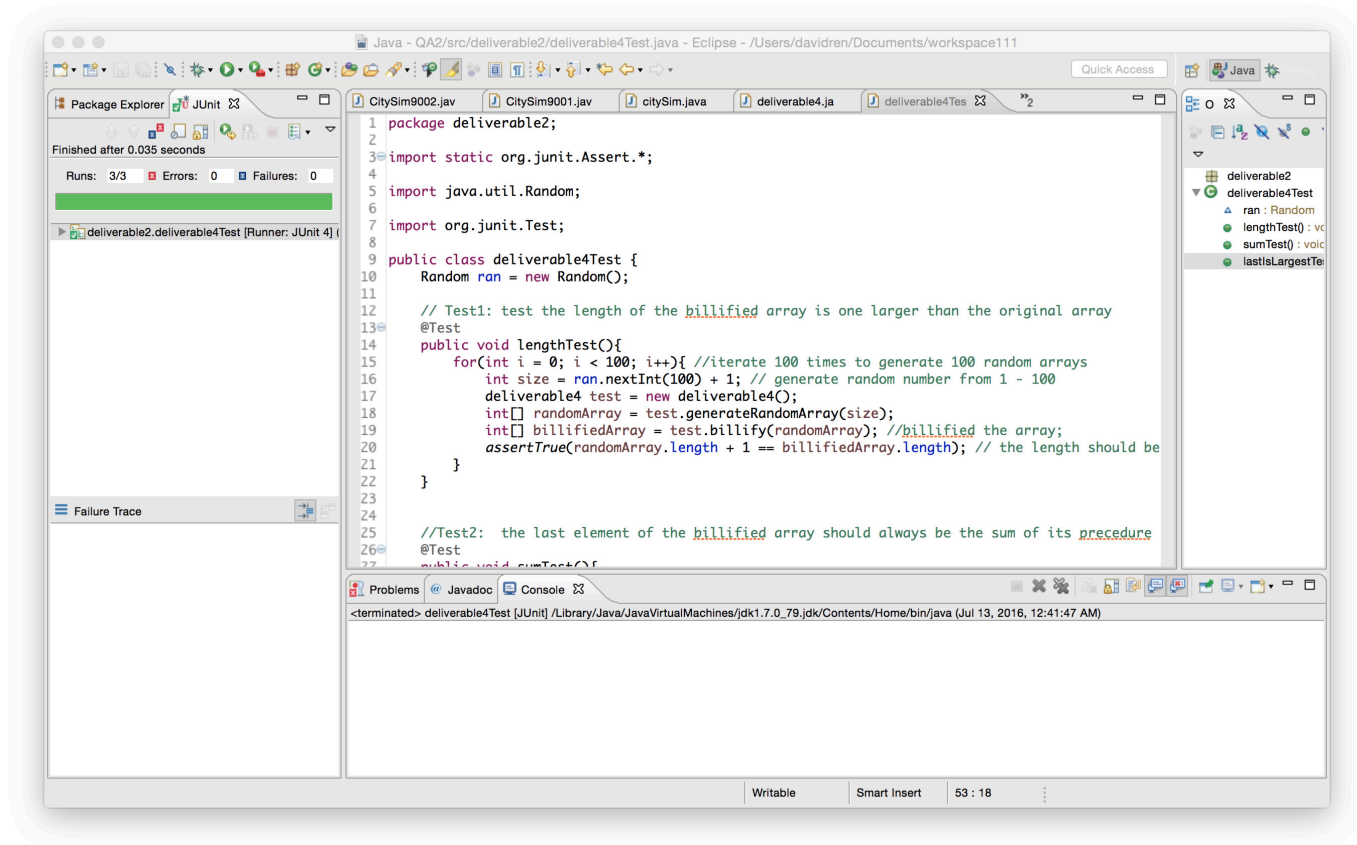 Java - QA2/src/deliverable2/deliverable4Test.java - Eclipse - /Users/davidren/Documents/workspace111
Quick Access
Java
Package Explorer
JUnit
Finished after 0.035 seconds
Runs: 3/3 Errors: 0 Failures: 0
deliverable2.deliverable4Test [Runner: JUnit 4] (
Failure Trace
CitySim9002.jav
CitySim9001.jav
citySim.java
deliverable4.ja
deliverable4Tes
»2
1 package deliverable2;
2
3 import static org.junit.Assert.*;
4
5 import java.util.Random;
6
7 import org.junit.Test;
8
9 public class deliverable4Test {
10 Random ran = new Random();
11
12 // Test1: test the length of the billified array is one larger than the original array
13 @Test
14 public void lengthTest(){
15 for(int i = 0; i < 100; i++){ //iterate 100 times to generate 100 random arrays
16 int size = ran.nextInt(100) + 1; // generate random number from 1 - 100
17 deliverable4 test = new deliverable4();
18 int[] randomArray = test.generateRandomArray(size);
19 int[] billifiedArray = test.billify(randomArray); //billified the array;
20 assertTrue(randomArray.length + 1 == billifiedArray.length); // the length should be
21 }
22 }
23
24
25 //Test2: the last element of the billified array should always be the sum of its precedure
26 @Test
27 public void sumTest(){
O
deliverable2
deliverable4Test
ran : Random
lengthTest() : vo
sumTest() : void
lastIsLargestTes
Problems
Javadoc
Console
<terminated> deliverable4Test [JUnit] /Library/Java/JavaVirtualMachines/jdk1.7.0_79.jdk/Contents/Home/bin/java (Jul 13, 2016, 12:41:47 AM)
Writable
Smart Insert
53 : 18